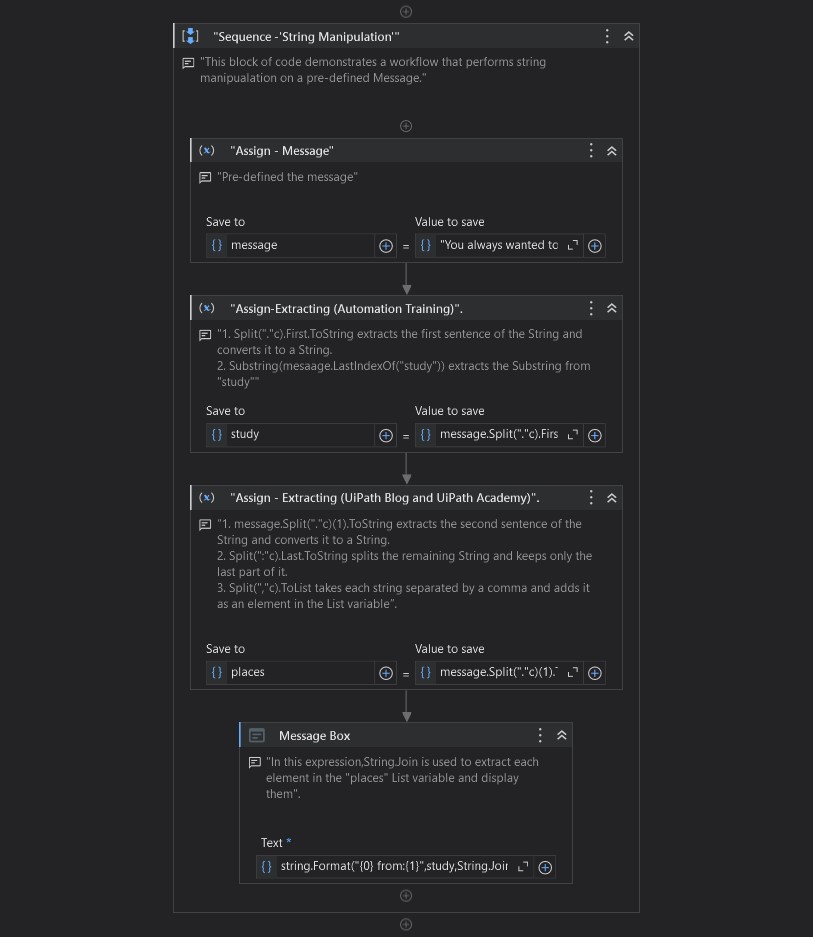 "Sequence -'String Manipulation'"
"This block of code demonstrates a workflow that performs string
manipualation on a pre-defined Message."
(x) "Assign - Message"
"Pre-defined the message"
Save to Value to save
{} message = {} "You always wanted to
(x) "Assign-Extracting (Automation Training)".
"1. Split("."c).First.ToString extracts the first sentence of the String and
converts it to a String.
2. Substring(mesaage.LastIndexOf("study")) extracts the Substring from
"study""
Save to Value to save
{} study = {} message.Split("."c).Firs
(x) "Assign - Extracting (UiPath Blog and UiPath Academy)".
"1. message.Split("."c)(1).ToString extracts the second sentence of the
String and converts it to a String.
2. Split(":"c).Last.ToString splits the remaining String and keeps only the
last part of it.
3. Split(","c).ToList takes each string separated by a comma and adds it
as an element in the List variable".
Save to Value to save
{} places = {} message.Split("."c)(1).
Message Box
"In this expression,StringJoin is used to extract each
element in the "places" List variable and display
them".
Text *
{} string.Format("{0} from:{1}",study,String.Join